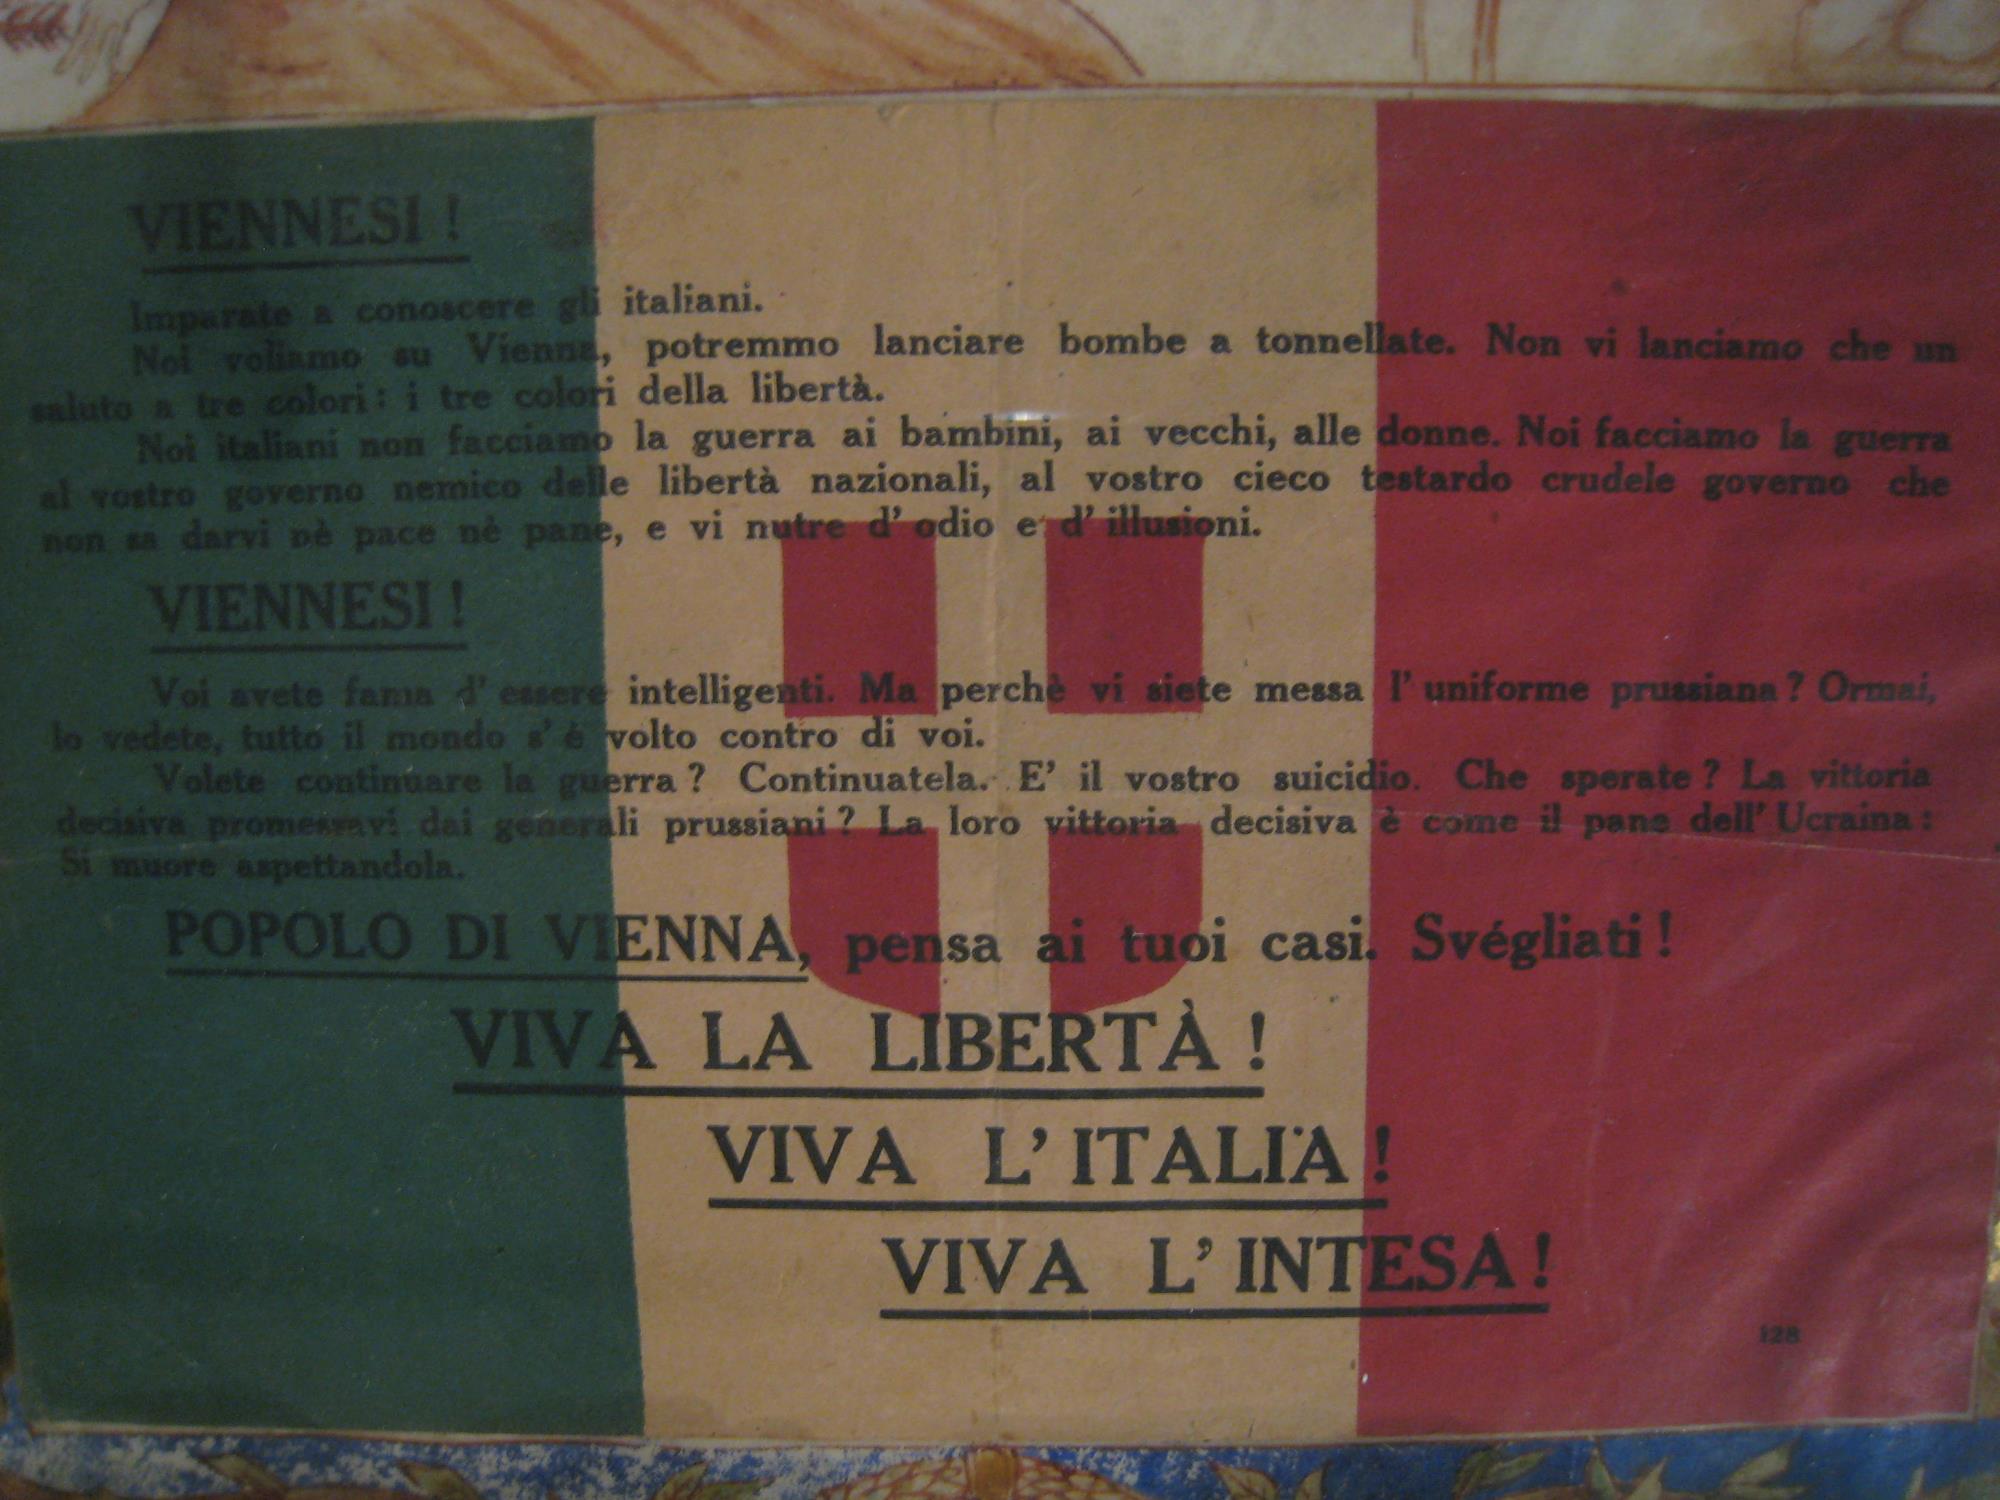 VIENNESI !
Imparate a conoscere gli italiani.
Noi voliamo su Vienna, potremmo lanciare bombe a tonnellate. Non vi lanciamo che un
saluto a tre colori: i tre colori della libertà.
Noi italiani non facciamo la guerra ai bambini, ai vecchi, alle donne. Noi facciamo la guerra
al vostro governo nemico delle libertà nazionali, al vostro cieco testardo crudele governo che
non sa darvi nè pace nè pane, e vi nutre d' odio e d' illusioni.
VIENNESI !
Voi avete fama d' essere intelligenti. Ma perchè vi siete messa l' uniforme prussiana ? Ormai,
lo vedete, tutto il mondo s' è volto contro di voi.
Volete continuare la guerra ? Continuatela. E' il vostro suicidio. Che sperate ? La vittoria
decisiva promessavi dai generali prussiani ? La loro vittoria decisiva è come il pane dell' Ucraina :
Si muore aspettandola.
POPOLO DI VIENNA, pensa ai tuoi casi. Svégliati !
VIVA LA LIBERTÀ !
VIVA L' ITALIA !
VIVA L' INTESA !
128